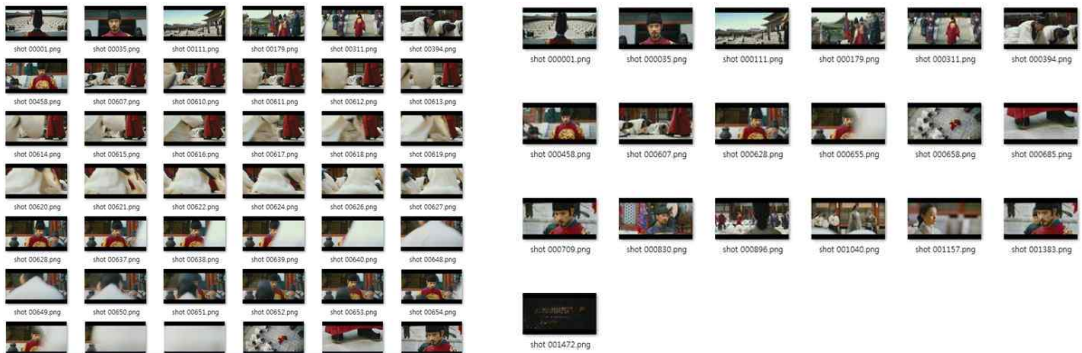 shot 00001.png shot 00035.png shot 00111.png shot 00179.png shot 00311.png shot 00394.png
shot 00458.png shot 00607.png shot 00610.png shot 00611.png shot 00612.png shot 00613.png
shot 00614.png shot 00615.png shot 00616.png shot 00617.png shot 00618.png shot 00619.png
shot 00620.png shot 00621.png shot 00622.png shot 00624.png shot 00626.png shot 00627.png
shot 00628.png shot 00637.png shot 00638.png shot 00639.png shot 00640.png shot 00648.png
shot 00649.png shot 00650.png shot 00651.png shot 00652.png shot 00653.png shot 00654.png
shot 000001.png shot 000035.png shot 000111.png shot 000179.png shot 000311.png shot 000394.png
shot 000458.png shot 000607.png shot 000628.png shot 000655.png shot 000658.png shot 000685.png
shot 000709.png shot 000830.png shot 000896.png shot 001040.png shot 001157.png shot 001383.png
shot 001472.png